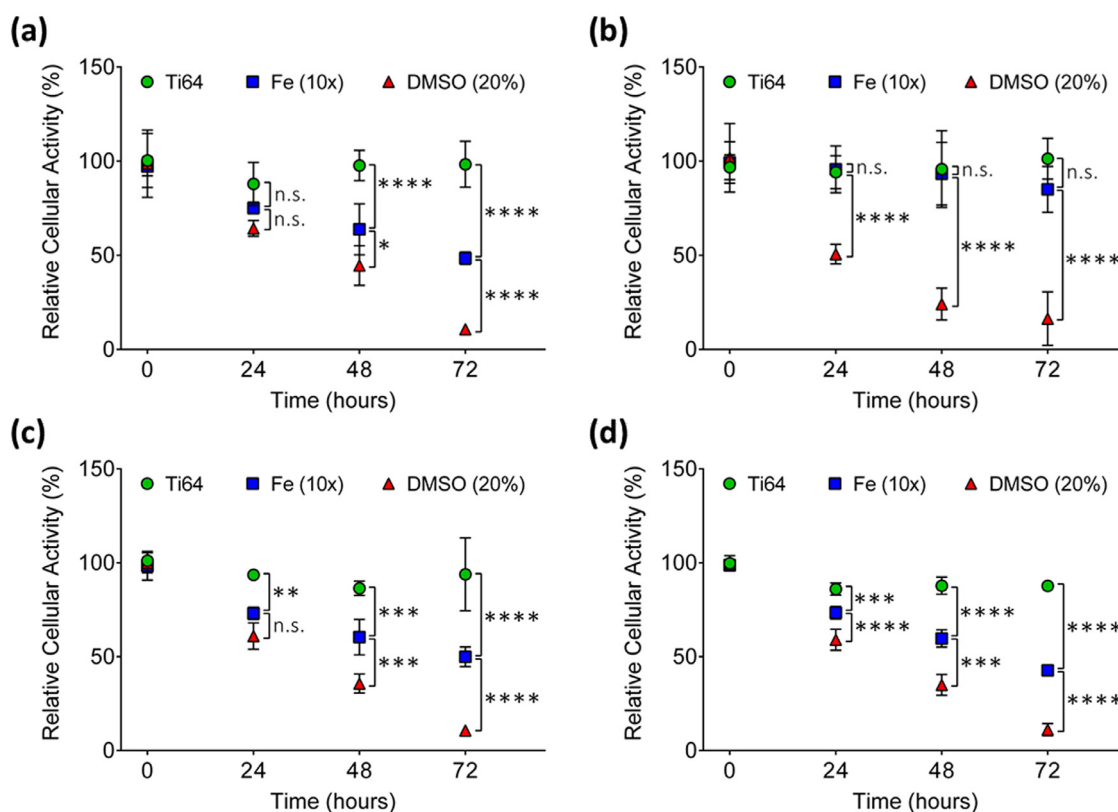 (a)
150
Ti64 Fe (10x) DMSO (20%)
Relative Cellular Activity (%)
100
50
0
n.s.
n.s.
****
*
****
****
0 24 48 72
Time (hours)
(b)
150
Ti64 Fe (10x) DMSO (20%)
Relative Cellular Activity (%)
100
50
0
n.s.
****
n.s.
****
n.s.
****
0 24 48 72
Time (hours)
(c)
150
Ti64 Fe (10x) DMSO (20%)
Relative Cellular Activity (%)
100
50
0
**
n.s.
***
***
****
****
0 24 48 72
Time (hours)
(d)
150
Ti64 Fe (10x) DMSO (20%)
Relative Cellular Activity (%)
100
50
0
***
****
****
***
****
****
0 24 48 72
Time (hours)